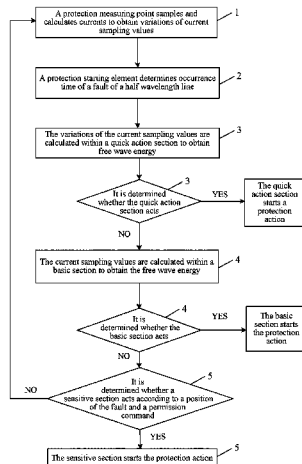 A protection measuring point samples and
calculates currents to obtain variations of current
sampling values
1
A protection starting element determines occurrence
time of a fault of a half wavelength line
2
The variations of the current sampling values are
calculated within a quick action section to obtain
free wave energy
3
It is determined
whether the quick action
section acts
3
YES
The quick
action section
starts a
protection
action
NO
The current sampling values are calculated within a
basic section to obtain the free wave energy
4
It is
determined whether the
basic section acts
4
YES
The basic
section starts
the protection
action
NO
It is
determined whether a
sensitive section acts according to a position
of the fault and a permission
command
5
NO
YES
The sensitive section starts the protection action
5